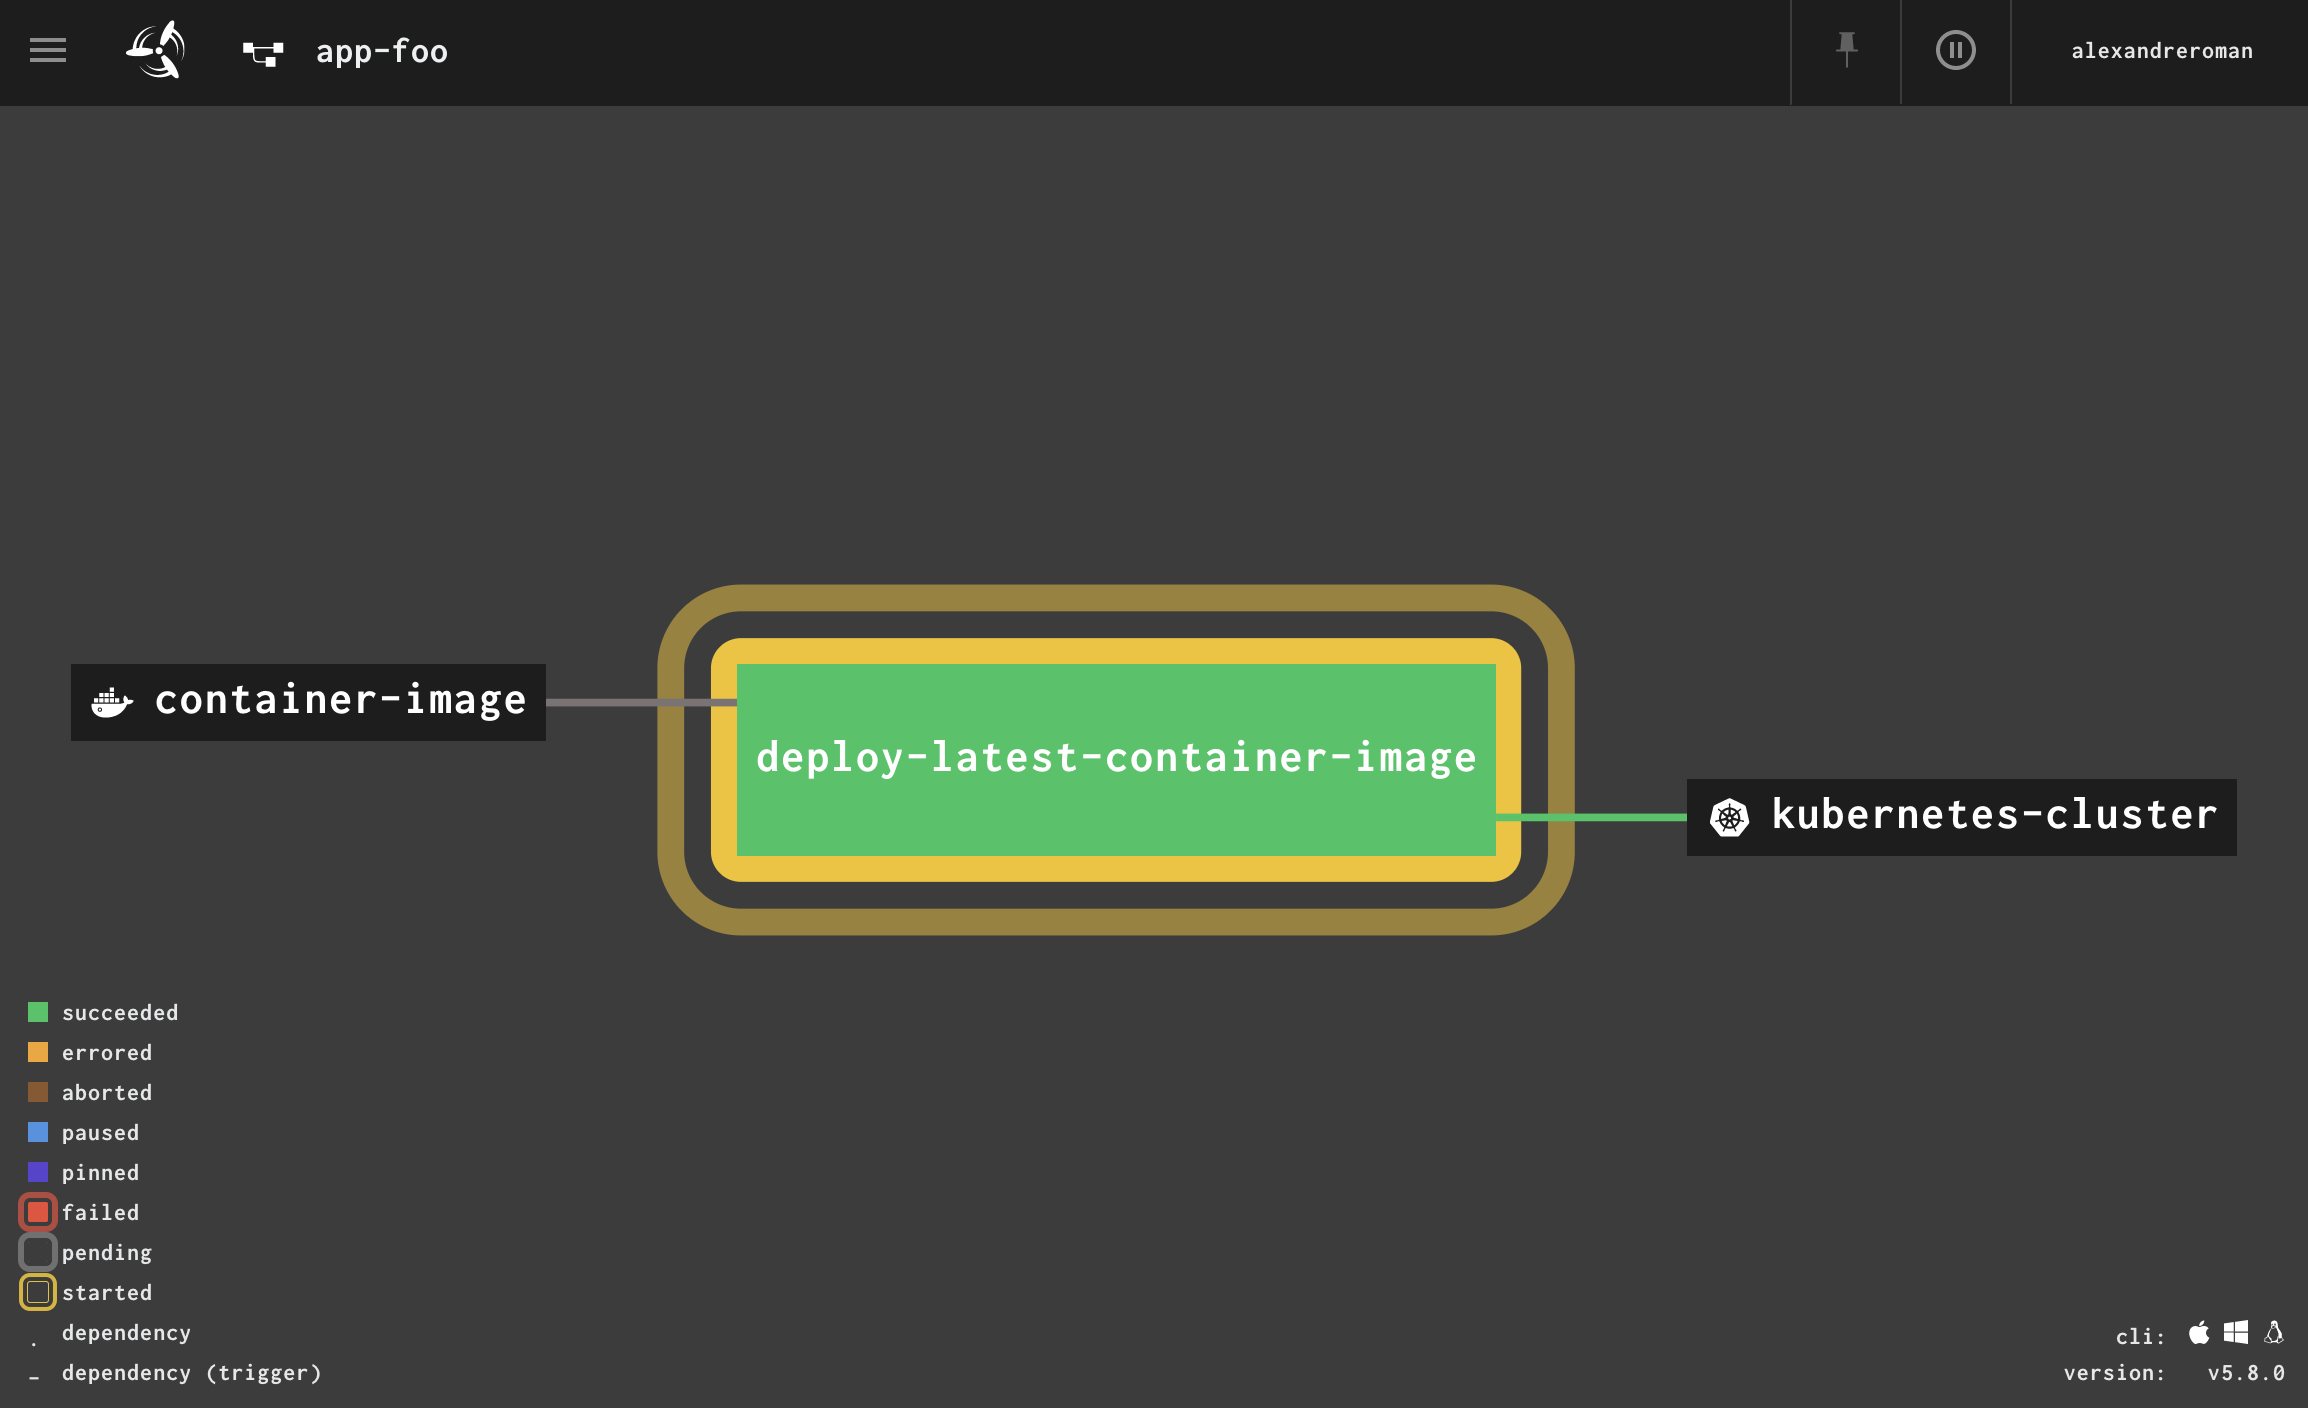 app-foo
alexandreroman
container-image
deploy-latest-container-image
kubernetes-cluster
succeeded
errored
aborted
paused
pinned
failed
pending
started
. dependency
- dependency (trigger)
cli:
version: v5.8.0